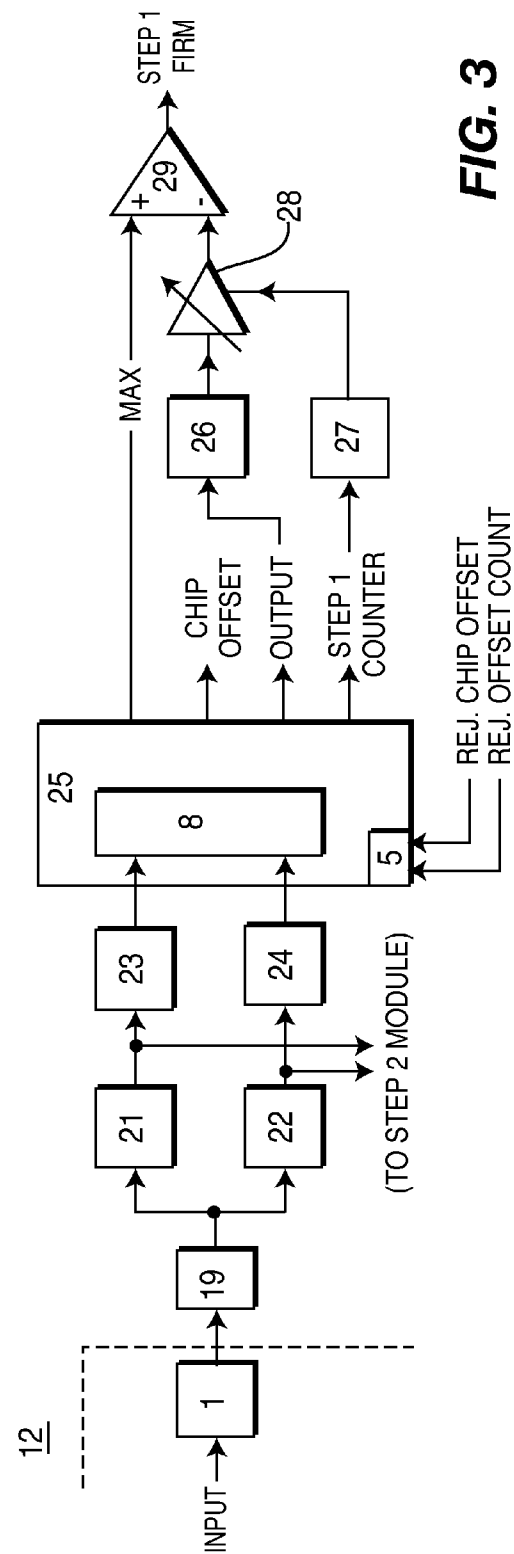 12
INPUT
1
19
21
22
23
24
(TO STEP 2 MODULE)
25
8
5
REJ. CHIP OFFSET
REJ. OFFSET COUNT
MAX
CHIP
OFFSET
OUTPUT
STEP 1
COUNTER
26
27
28
+
-
29
STEP 1
FIRM
FIG. 3